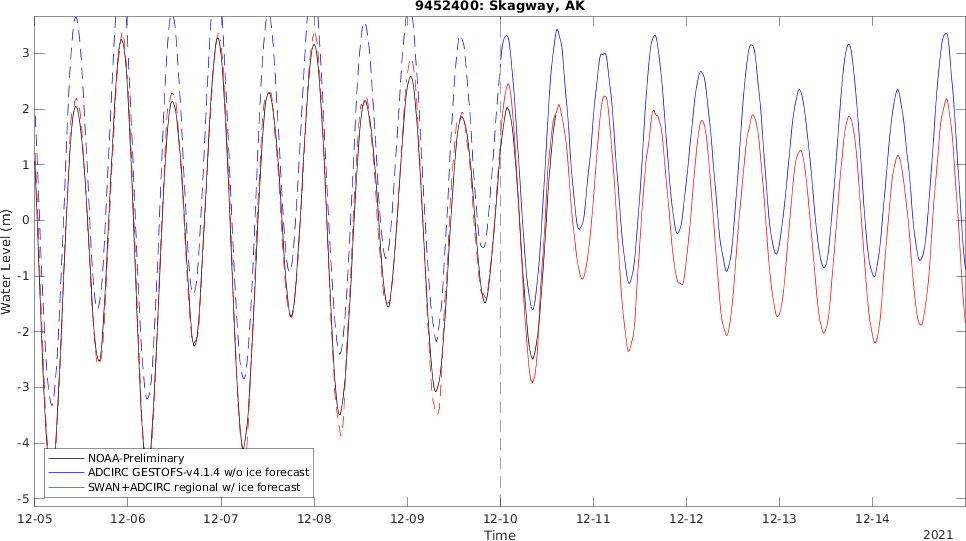 9452400: Skagway, AK
Water Level (m)
3
2
1
0
-1
-2
-3
-4
-5
NOAA-Preliminary
ADCIRC GESTOFS-v4.1.4 w/o ice forecast
SWAN+ADCIRC regional w/ ice forecast
12-05 12-06 12-07 12-08 12-09 12-10 12-11 12-12 12-13 12-14
Time
2021